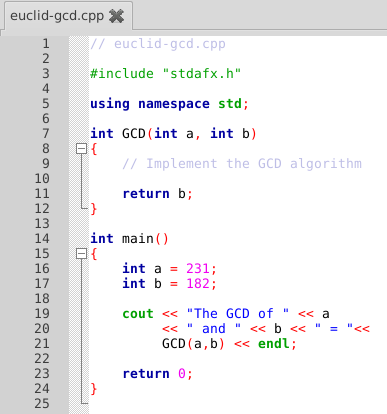 euclid-gcd.cpp
1 // euclid-gcd.cpp
2
3 #include "stdafx.h"
4
5 using namespace std;
6
7 int GCD(int a, int b)
8 {
9     // Implement the GCD algorithm
10
11     return b;
12 }
13
14 int main()
15 {
16     int a = 231;
17     int b = 182;
18
19     cout << "The GCD of " << a
20          << " and " << b << " = "<<
21          GCD(a,b) << endl;
22
23     return 0;
24 }
25